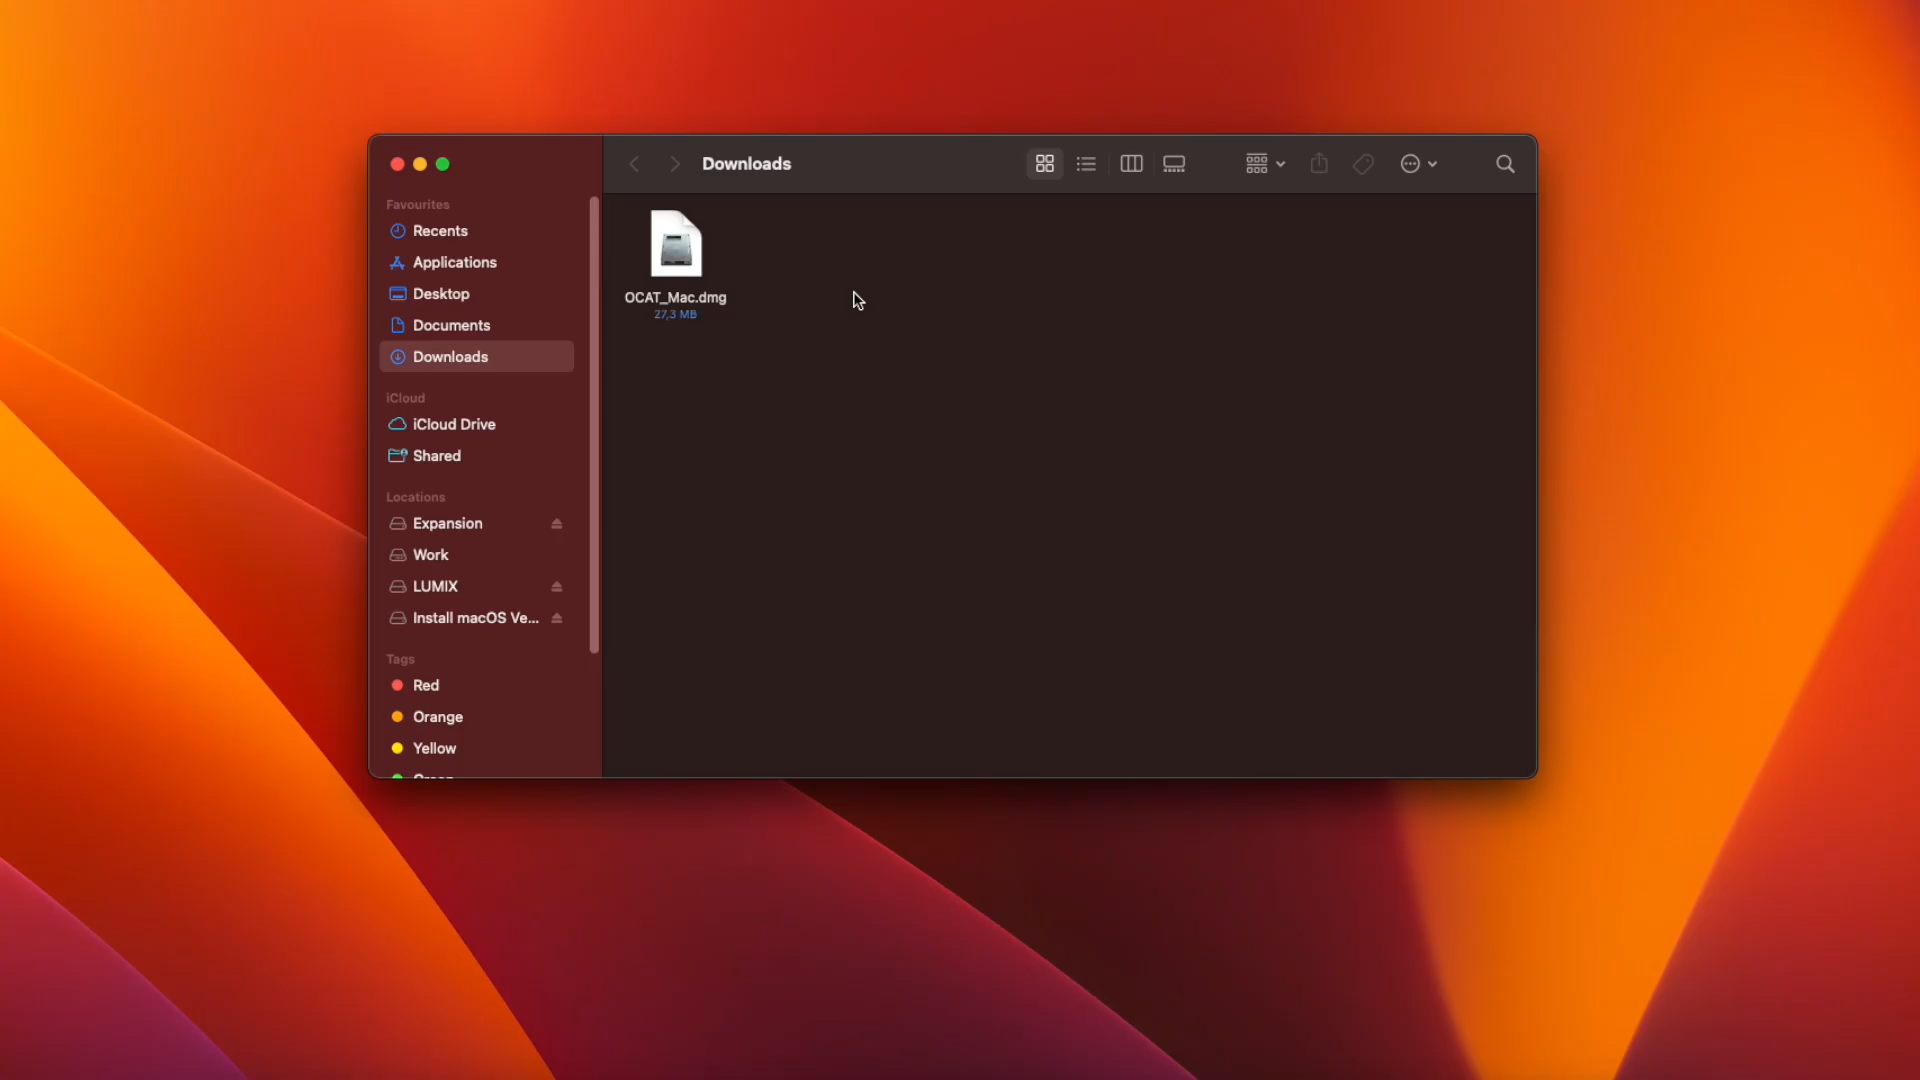 Downloads
Favourites
Recents
Applications
Desktop
Documents
Downloads
iCloud
iCloud Drive
Shared
Locations
Expansion
Work
LUMIX
Install macOS Ve...
Tags
Red
Orange
Yellow
OCAT_Mac.dmg
27,3 MB